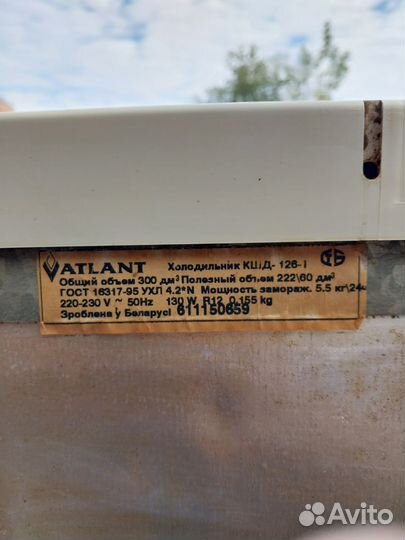 ATLANT Холодильник КШД- 126-1
Общий объем 300 дм³ Полезный объем 222\60 дм³
ГОСТ 16317-95 УХЛ 4.2*N Мощность замораж. 5.5 кг\24
220-230 V ~ 50Hz 130 W R12 0.155 kg
Зроблена у Беларусі 611150659
Avito